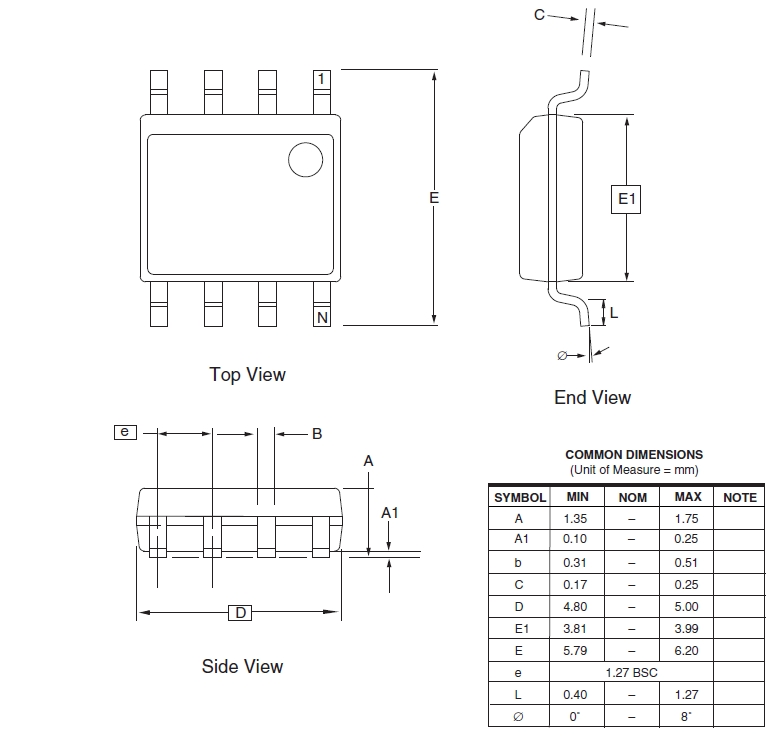 C
1
E
E1
N
L
∅
Top View
End View
e
B
A
A1
D
Side View
COMMON DIMENSIONS
(Unit of Measure = mm)
SYMBOL MIN NOM MAX NOTE
A 1.35 – 1.75
A1 0.10 – 0.25
b 0.31 – 0.51
C 0.17 – 0.25
D 4.80 – 5.00
E1 3.81 – 3.99
E 5.79 – 6.20
e 1.27 BSC
L 0.40 – 1.27
∅ 0˚ – 8˚